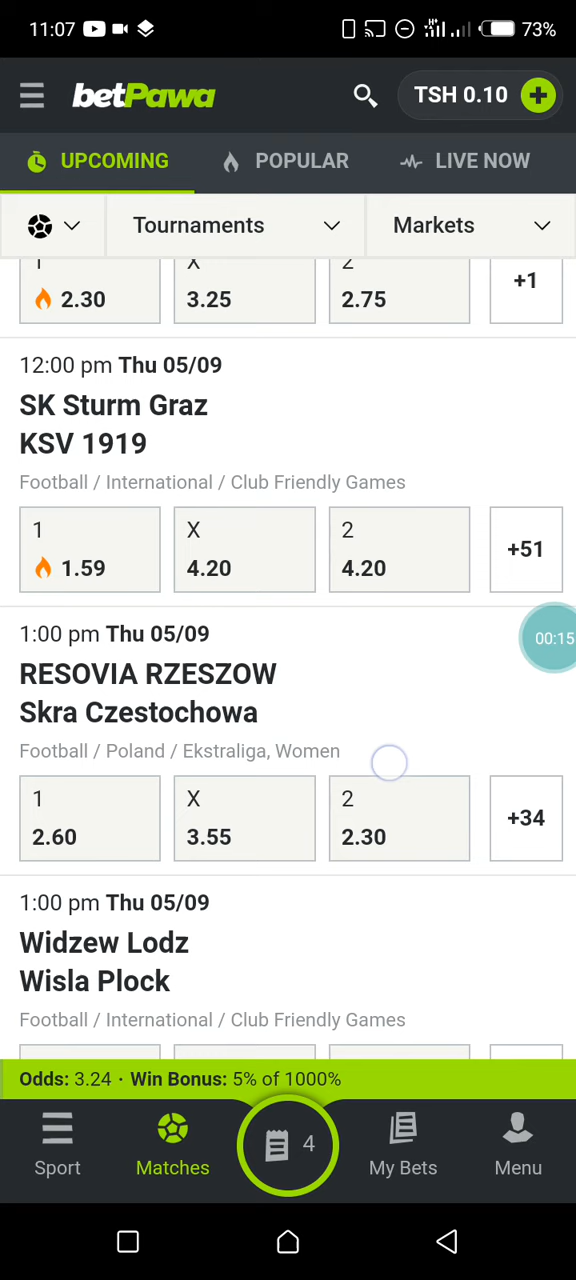 11:07 73%
betPawa TSH 0.10 +
UPCOMING POPULAR LIVE NOW
Tournaments Markets
1 X 2
2.30 3.25 2.75 +1
12:00 pm Thu 05/09
SK Sturm Graz
KSV 1919
Football / International / Club Friendly Games
1 X 2
1.59 4.20 4.20 +51
1:00 pm Thu 05/09
00:15
RESOVIA RZESZOW
Skra Czestochowa
Football / Poland / Ekstraliga, Women
1 X 2
2.60 3.55 2.30 +34
1:00 pm Thu 05/09
Widzew Lodz
Wisla Plock
Football / International / Club Friendly Games
Odds: 3.24 · Win Bonus: 5% of 1000%
4
Sport Matches My Bets Menu